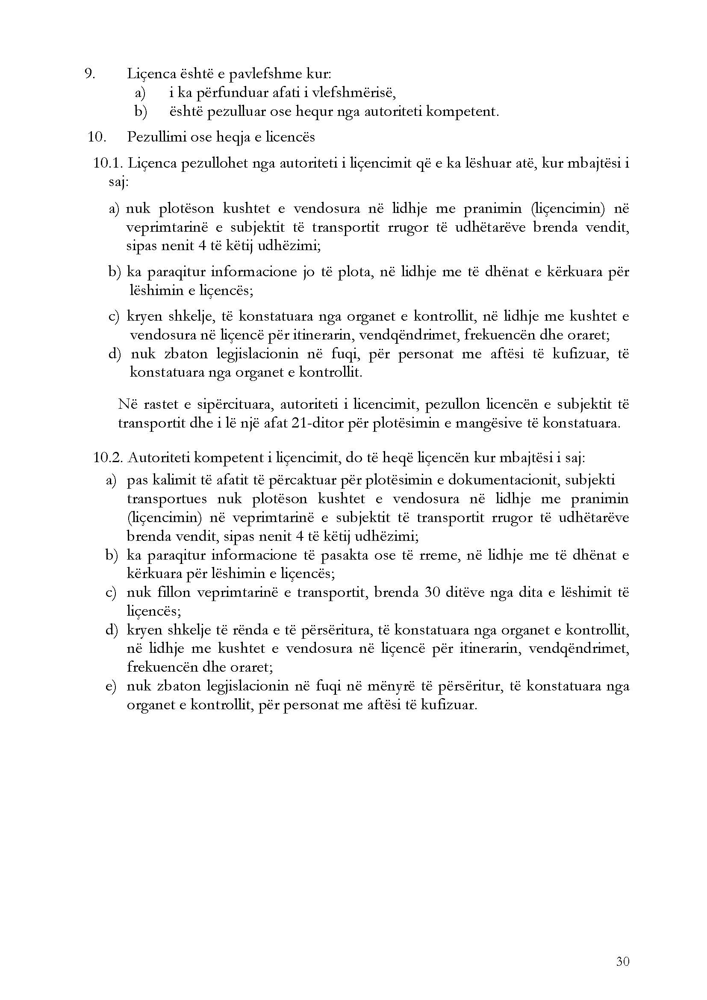 9. Liçenca është e pavlefshme kur:
a) i ka përfunduar afati i vlefshmërisë,
b) është pezulluar ose hequr nga autoriteti kompetent.
10. Pezullimi ose heqja e licencës
10.1. Liçenca pezullohet nga autoriteti i liçencimit që e ka lëshuar atë, kur mbajtësi i
saj:
a) nuk plotëson kushtet e vendosura në lidhje me pranimin (liçencimin) në
veprimtarinë e subjektit të transportit rrugor të udhëtarëve brenda vendit,
sipas nenit 4 të këtij udhëzimi;
b) ka paraqitur informacione jo të plota, në lidhje me të dhënat e kërkuara për
lëshimin e liçencës;
c) kryen shkelje, të konstatuara nga organet e kontrollit, në lidhje me kushtet e
vendosura në liçencë për itinerarin, vendqëndrimet, frekuencën dhe oraret;
d) nuk zbaton legjislacionin në fuqi, për personat me aftësi të kufizuar, të
konstatuara nga organet e kontrollit.
Në rastet e sipërcituara, autoriteti i licencimit, pezullon licencën e subjektit të
transportit dhe i lë një afat 21-ditor për plotësimin e mangësive të konstatuara.
10.2. Autoriteti kompetent i liçencimit, do të heqë liçencën kur mbajtësi i saj:
a) pas kalimit të afatit të përcaktuar për plotësimin e dokumentacionit, subjekti
transportues nuk plotëson kushtet e vendosura në lidhje me pranimin
(liçencimin) në veprimtarinë e subjektit të transportit rrugor të udhëtarëve
brenda vendit, sipas nenit 4 të këtij udhëzimi;
b) ka paraqitur informacione të pasakta ose të rreme, në lidhje me të dhënat e
kërkuara për lëshimin e liçencës;
c) nuk fillon veprimtarinë e transportit, brenda 30 ditëve nga dita e lëshimit të
liçencës;
d) kryen shkelje të rënda e të përsëritura, të konstatuara nga organet e kontrollit,
në lidhje me kushtet e vendosura në liçencë për itinerarin, vendqëndrimet,
frekuencën dhe oraret;
e) nuk zbaton legjislacionin në fuqi në mënyrë të përsëritur, të konstatuara nga
organet e kontrollit, për personat me aftësi të kufizuar.
30